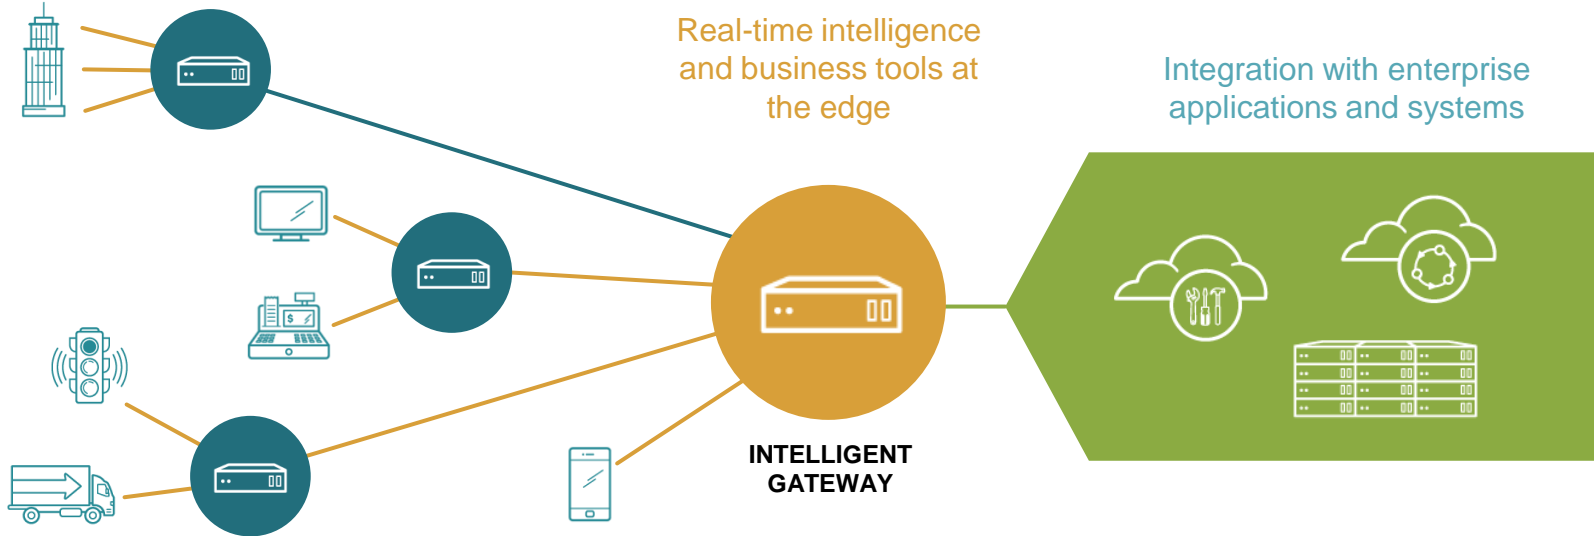 Real-time intelligence
and business tools at
the edge
Integration with enterprise
applications and systems
$
INTELLIGENT
GATEWAY